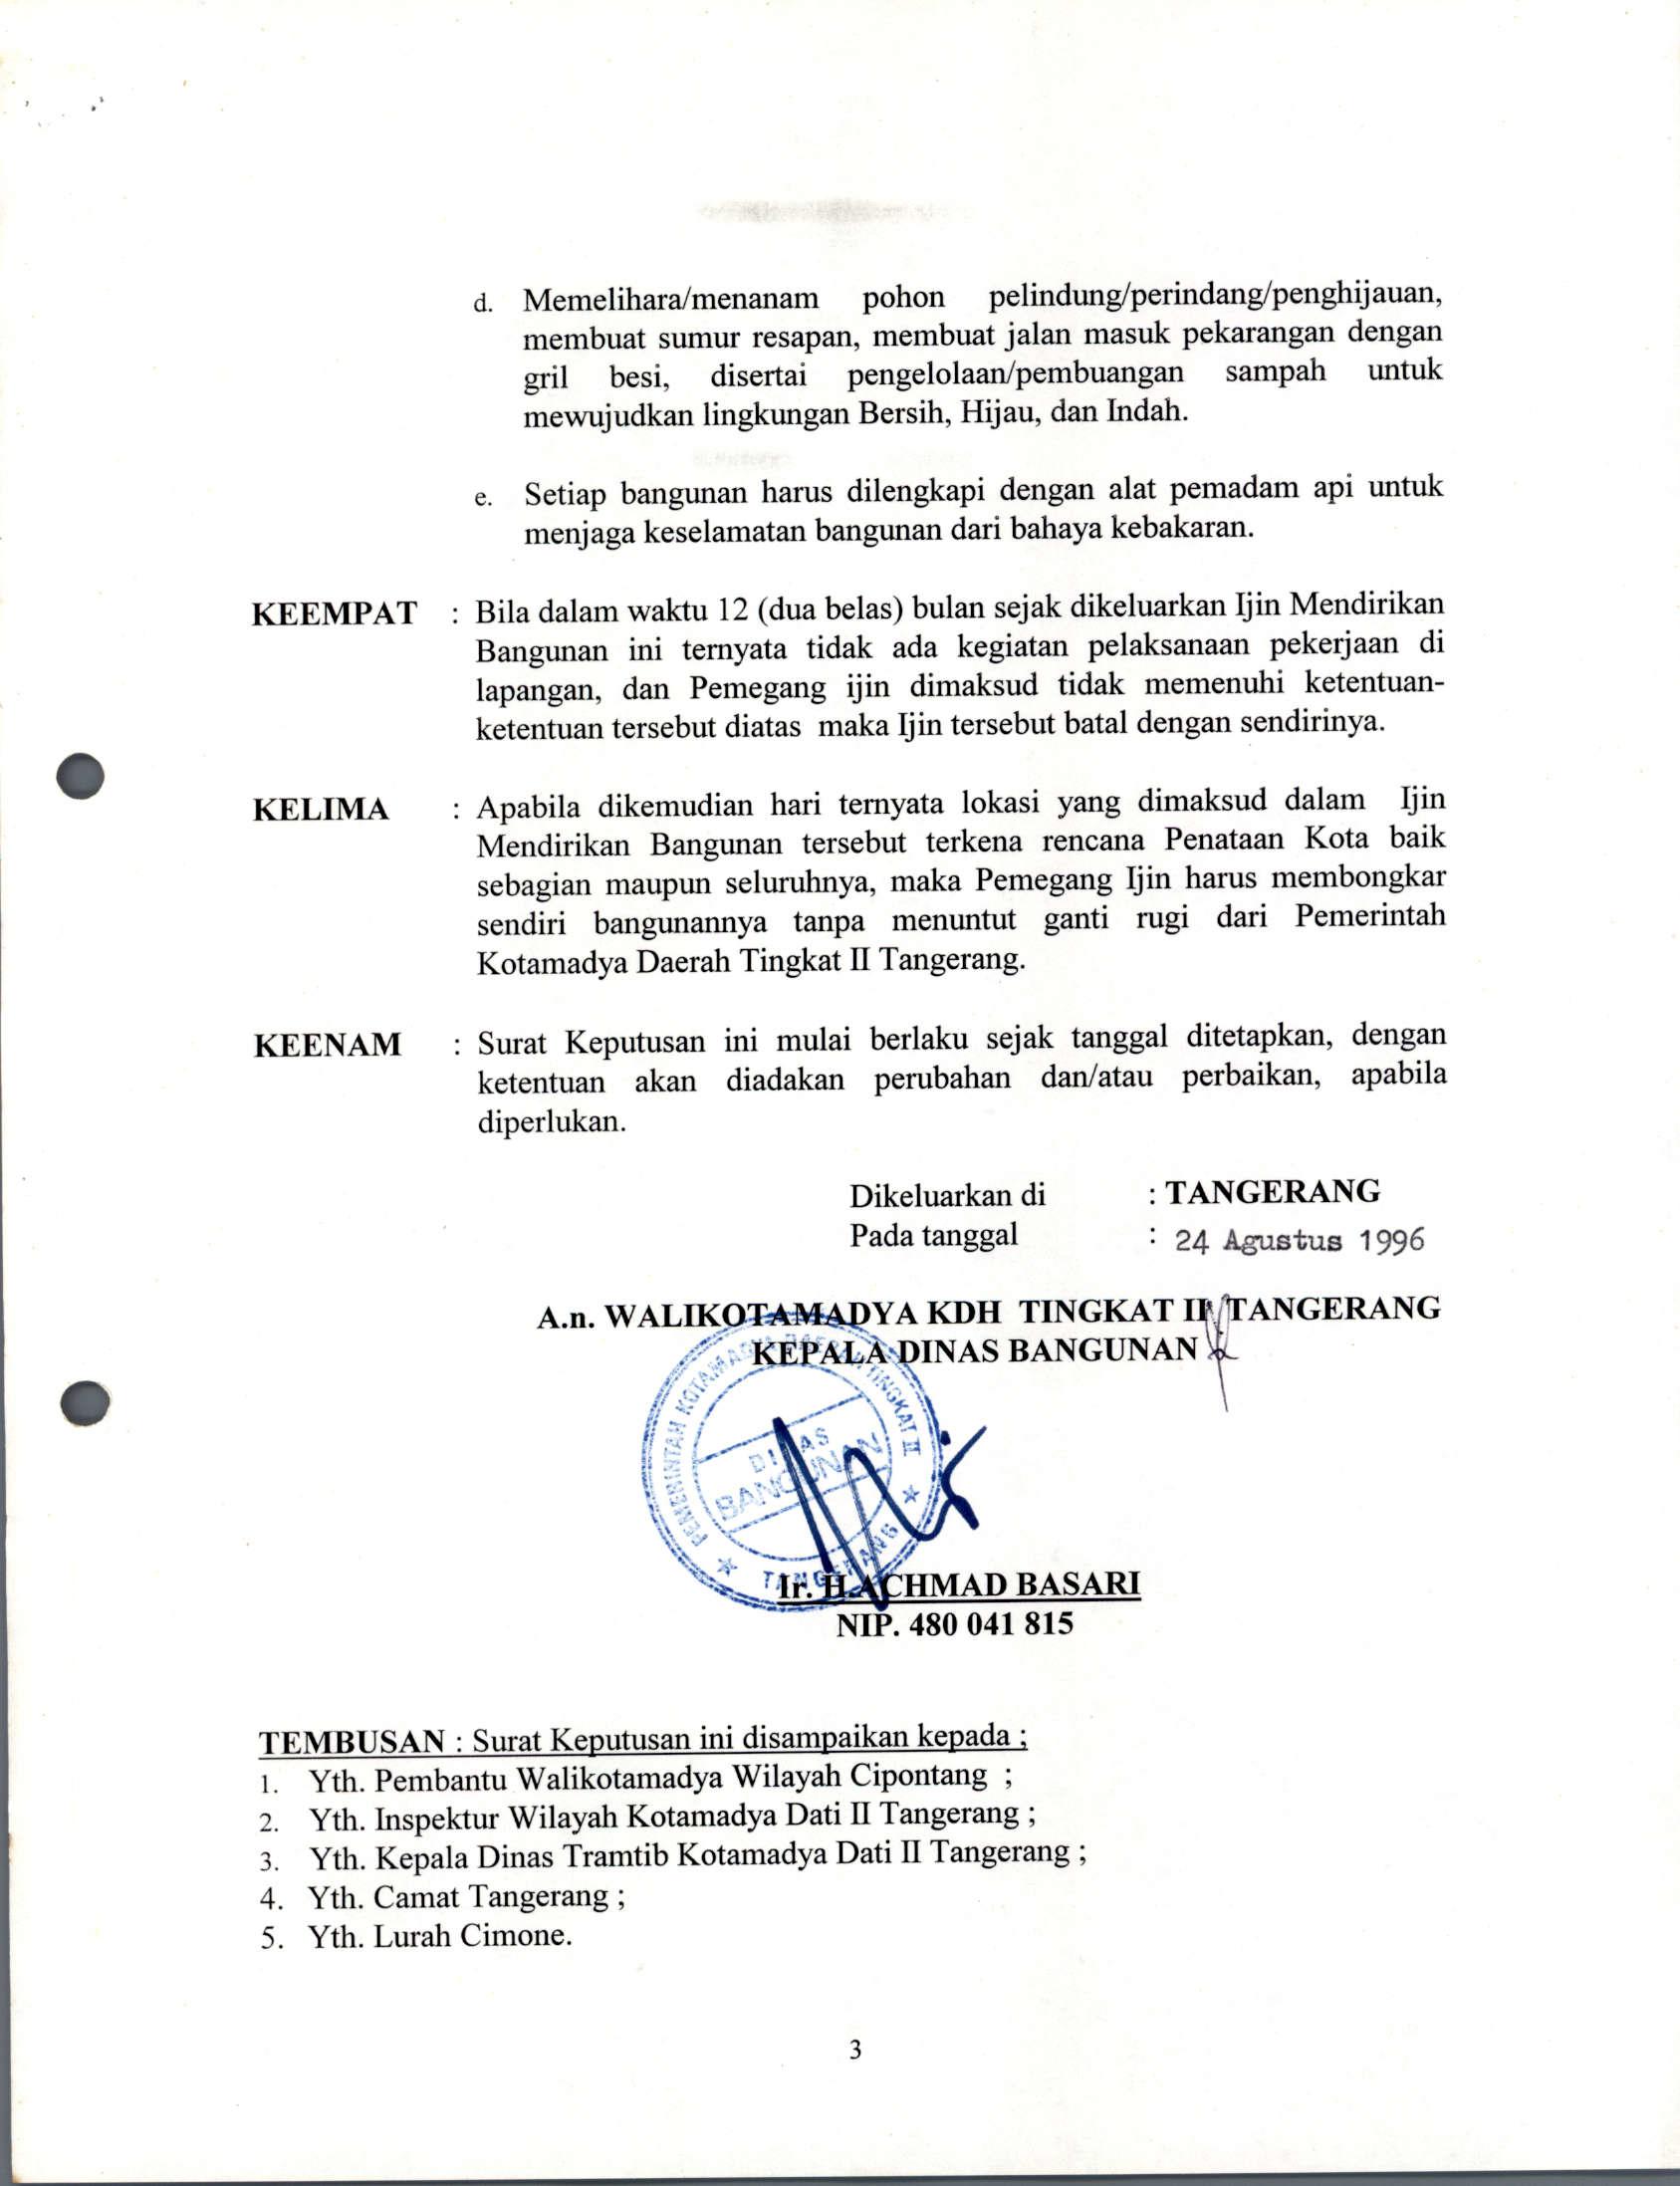 d. Memelihara/menanam pohon pelindung/perindang/penghijauan,
membuat sumur resapan, membuat jalan masuk pekarangan dengan
gril besi, disertai pengelolaan/pembuangan sampah untuk
mewujudkan lingkungan Bersih, Hijau, dan Indah.
e. Setiap bangunan harus dilengkapi dengan alat pemadam api untuk
menjaga keselamatan bangunan dari bahaya kebakaran.
KEEMPAT : Bila dalam waktu 12 (dua belas) bulan sejak dikeluarkan Ijin Mendirikan
Bangunan ini ternyata tidak ada kegiatan pelaksanaan pekerjaan di
lapangan, dan Pemegang ijin dimaksud tidak memenuhi ketentuan-
ketentuan tersebut diatas maka Ijin tersebut batal dengan sendirinya.
KELIMA : Apabila dikemudian hari ternyata lokasi yang dimaksud dalam Ijin
Mendirikan Bangunan tersebut terkena rencana Penataan Kota baik
sebagian maupun seluruhnya, maka Pemegang Ijin harus membongkar
sendiri bangunannya tanpa menuntut ganti rugi dari Pemerintah
Kotamadya Daerah Tingkat II Tangerang.
KEENAM : Surat Keputusan ini mulai berlaku sejak tanggal ditetapkan, dengan
ketentuan akan diadakan perubahan dan/atau perbaikan, apabila
diperlukan.
Dikeluarkan di : TANGERANG
Pada tanggal : 24 Agustus 1996
A.n. WALIKOTAMADYA KDH TINGKAT II TANGERANG
KEPALA DINAS BANGUNAN
PEMERINTAH KOTAMADYA DAERAH TINGKAT II
DINAS
BANGUNAN
TANGERANG
Ir. H.ACHMAD BASARI
NIP. 480 041 815
TEMBUSAN : Surat Keputusan ini disampaikan kepada ;
1. Yth. Pembantu Walikotamadya Wilayah Cipontang ;
2. Yth. Inspektur Wilayah Kotamadya Dati II Tangerang ;
3. Yth. Kepala Dinas Tramtib Kotamadya Dati II Tangerang ;
4. Yth. Camat Tangerang ;
5. Yth. Lurah Cimone.
3